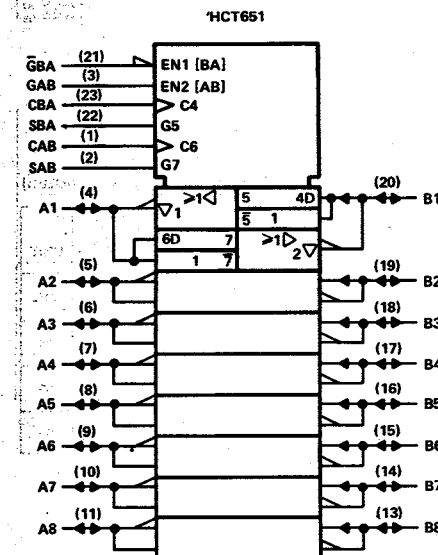 'HCT651
G̅BA (21) EN1 [BA]
GAB (3) EN2 [AB]
CBA (23) C4
SBA (22) G5
CAB (1) C6
SAB (2) G7
A1 (4) ≥1 1 5 4D (20) B1
5̅ 1
6D 7 ≥1 2
1 7̅
A2 (5) (19) B2
A3 (6) (18) B3
A4 (7) (17) B4
A5 (8) (16) B5
A6 (9) (15) B6
A7 (10) (14) B7
A8 (11) (13) B8